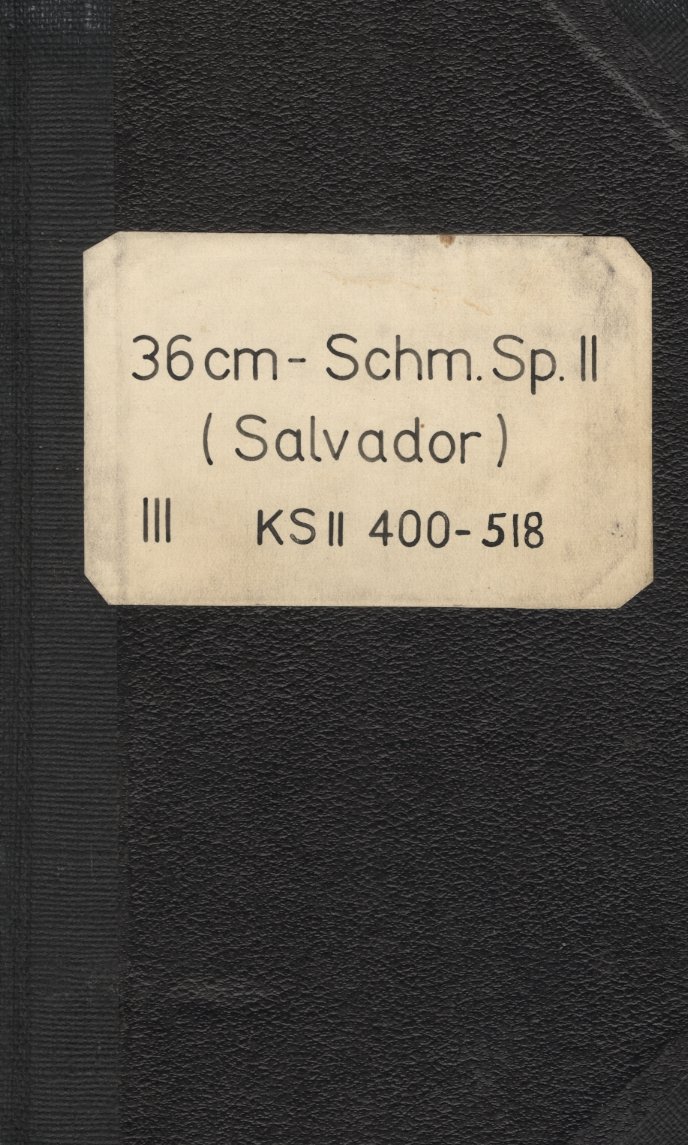 36cm - Schm. Sp. II
(Salvador)
III KS II 400-518